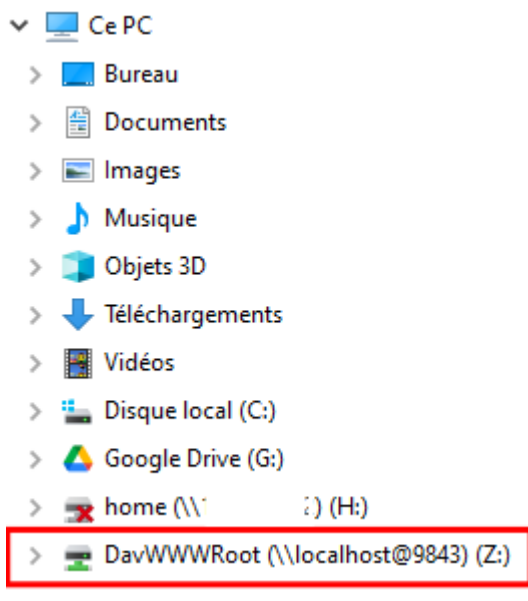 Ce PC
Bureau
Documents
Images
Musique
Objets 3D
Téléchargements
Vidéos
Disque local (C:)
Google Drive (G:)
home (\\ ) (H:)
DavWWWRoot (\\localhost@9843) (Z:)